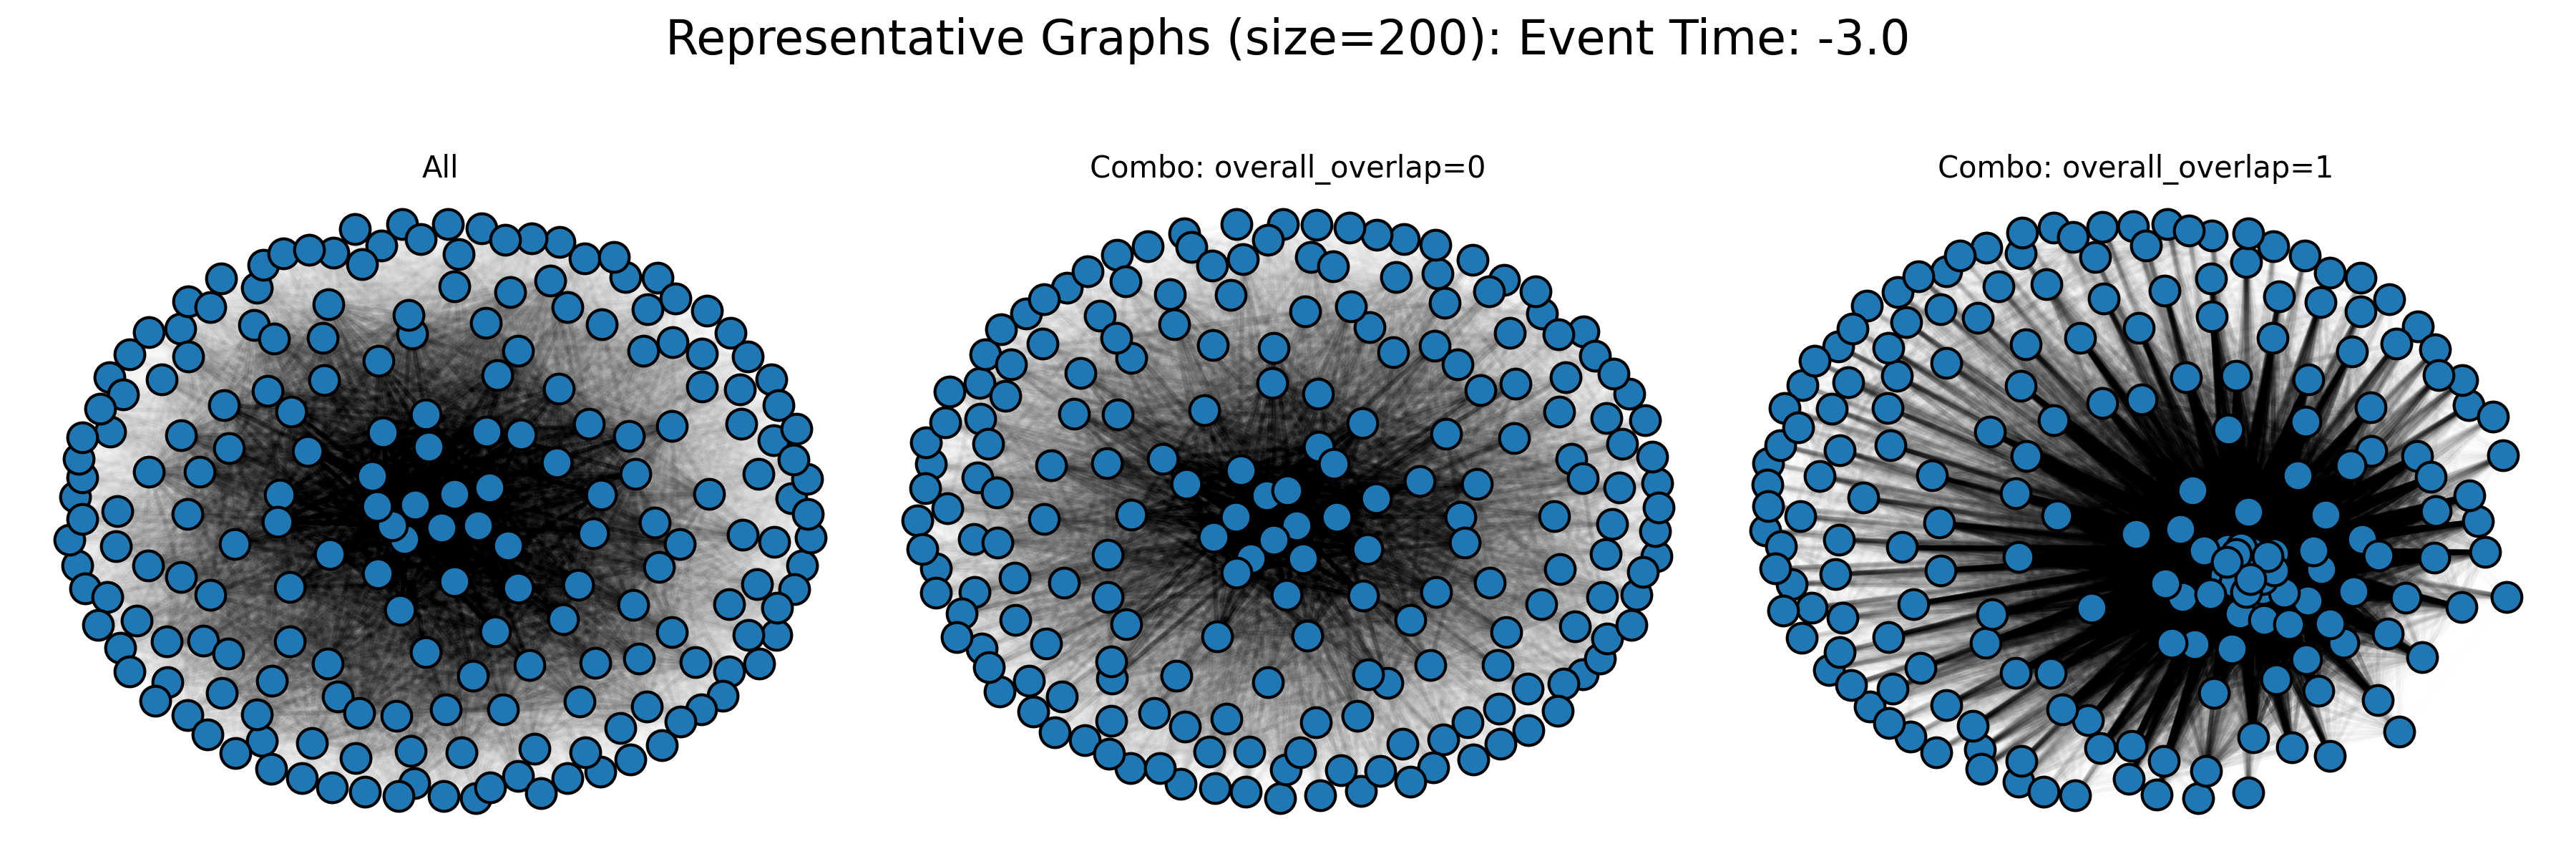 Representative Graphs (size=200): Event Time: -3.0
All
Combo: overall_overlap=0
Combo: overall_overlap=1